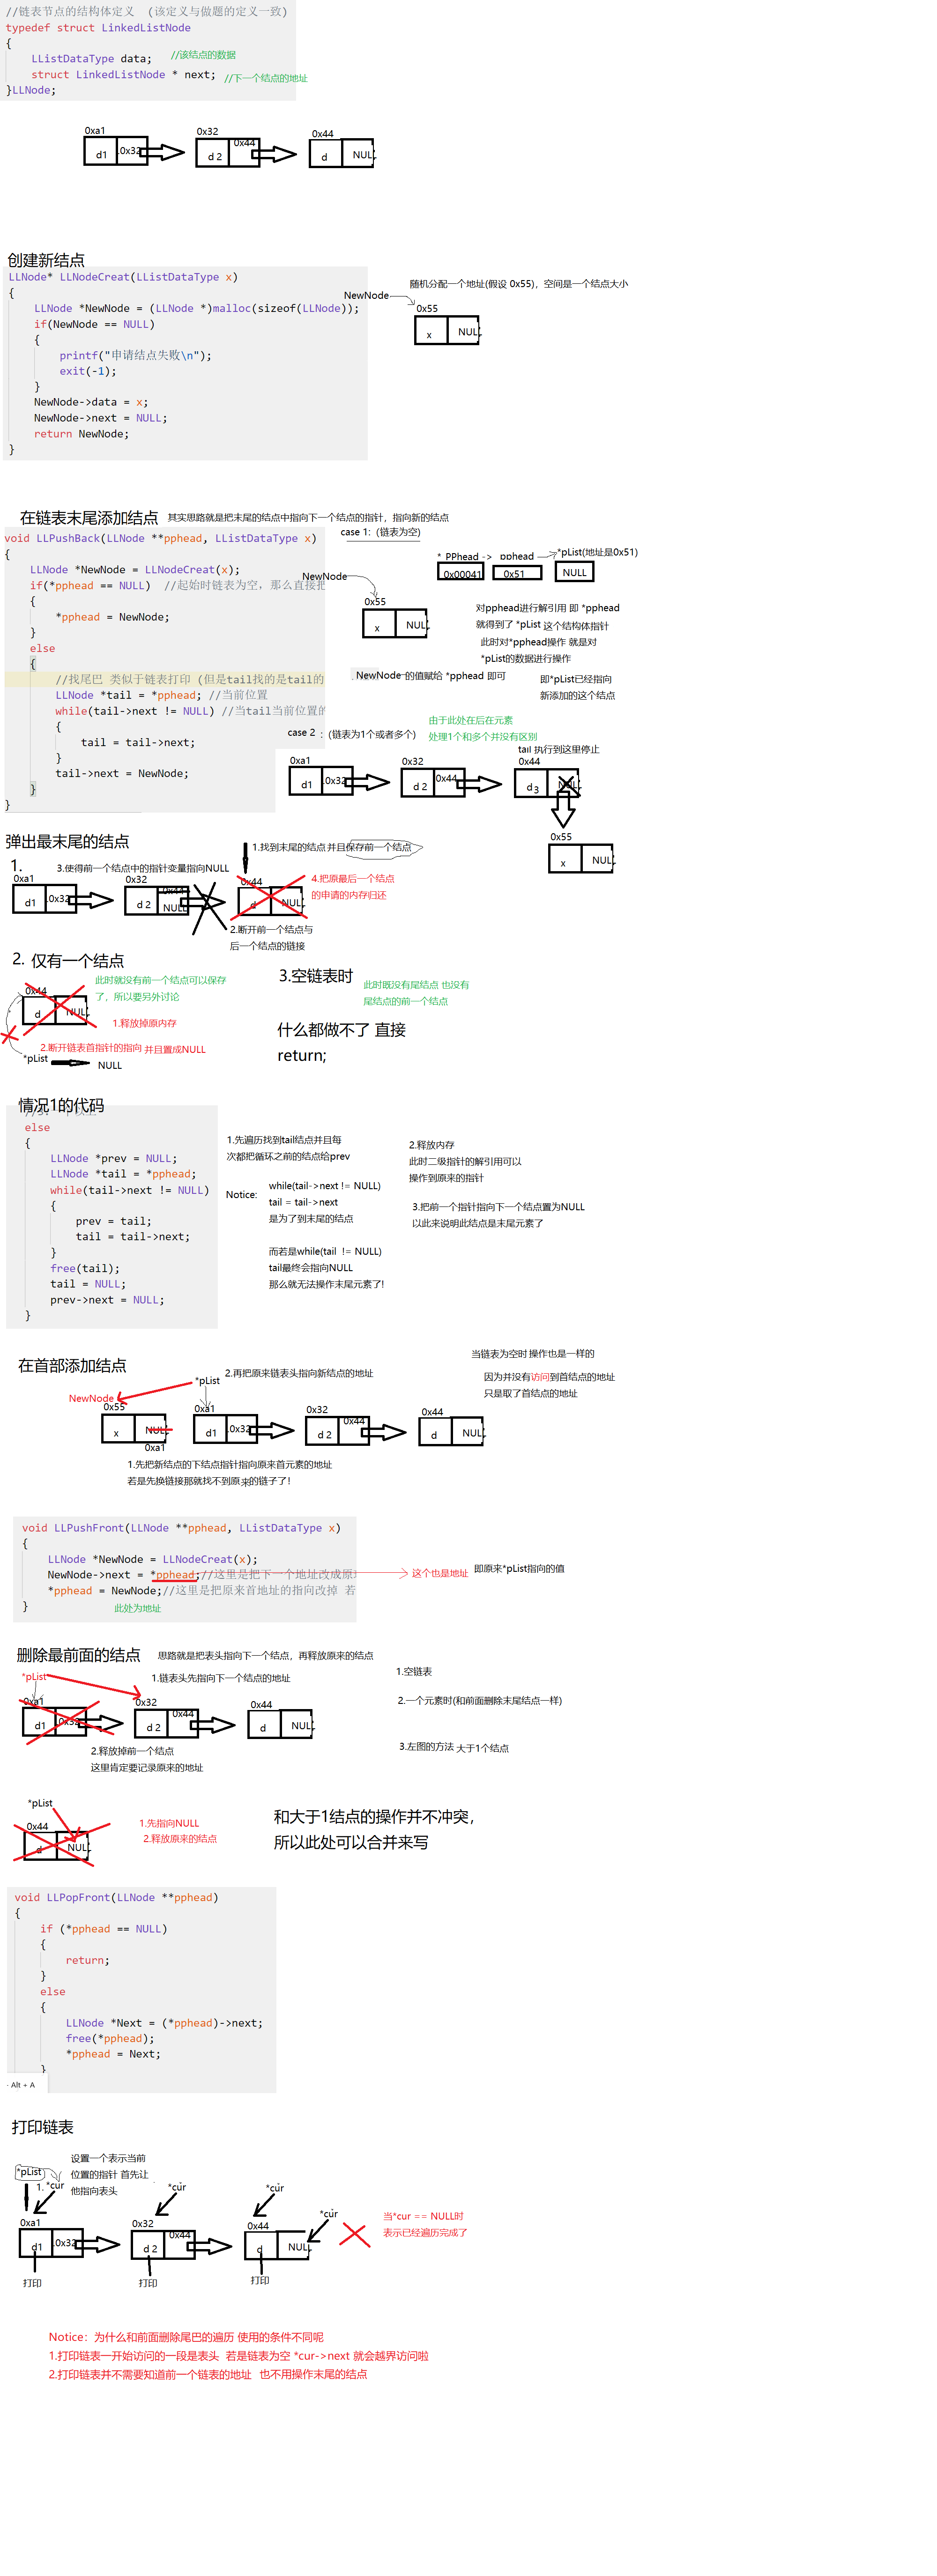 //链表节点的结构体定义 (该定义与做题的定义一致)
typedef struct LinkedListNode
{
LListDataType data; //该结点的数据
struct LinkedListNode * next; //下一个结点的地址
}LLNode;
0xa1 0x32 0x44
d1 0x32 d 2 0x44 d NUL
创建新结点
LLNode* LLNodeCreat(LListDataType x)
{
LLNode *NewNode = (LLNode *)malloc(sizeof(LLNode));
if(NewNode == NULL)
{
printf("申请结点失败\n");
exit(-1);
}
NewNode->data = x;
NewNode->next = NULL;
return NewNode;
}
随机分配一个地址(假设 0x55)，空间是一个结点大小
NewNode
0x55
x NUL
在链表末尾添加结点 其实思路就是把末尾的结点中指向下一个结点的指针，指向新的结点
void LLPushBack(LLNode **pphead, LListDataType x)
{
LLNode *NewNode = LLNodeCreat(x);
if(*pphead == NULL) //起始时链表为空，那么直接把
{
*pphead = NewNode;
}
else
{
//找尾巴 类似于链表打印 (但是tail找的是tail的
LLNode *tail = *pphead; //当前位置
while(tail->next != NULL) //当tail当前位置的
{
tail = tail->next;
}
tail->next = NewNode;
}
}
case 1:（链表为空）
* PPhead -> pphead *pList(地址是0x51)
0x00041 0x51 NULL
NewNode
0x55
x NUL
对pphead进行解引用 即 *pphead
就得到了 *pList 这个结构体指针
此时对*pphead操作 就是对
*pList的数据进行操作
NewNode 的值赋给 *pphead 即可
即*pList已经指向
新添加的这个结点
case 2 ：(链表为1个或者多个)
由于此处在后在元素
处理1个和多个并没有区别
tail 执行到这里停止
0xa1 0x32 0x44
d1 0x32 d 2 0x44 d3 NUL
0x55
x NUL
弹出最末尾的结点
1.
1.找到末尾的结点 并且保存前一个结点
3.使得前一个结点中的指针变量指向NULL
0xa1 0x32 0x44
d1 0x32 d 2 0x44 NULL d NUL
4.把原最后一个结点
的申请的内存归还
2.断开前一个结点与
后一个结点的链接
2. 仅有一个结点
此时就没有前一个结点可以保存
了，所以要另外讨论
0x44
d NUL
1.释放掉原内存
2.断开链表首指针的指向 并且置成NULL
*pList
NULL
3.空链表时
此时既没有尾结点 也没有
尾结点的前一个结点
什么都做不了 直接
return;
情况1的代码
else
{
LLNode *prev = NULL;
LLNode *tail = *pphead;
while(tail->next != NULL)
{
prev = tail;
tail = tail->next;
}
free(tail);
tail = NULL;
prev->next = NULL;
}
1.先遍历找到tail结点并且每
次都把循环之前的结点给prev
Notice:
while(tail->next != NULL)
tail = tail->next
是为了到末尾的结点
而若是while(tail != NULL)
tail最终会指向NULL
那么就无法操作末尾元素了!
2.释放内存
此时二级指针的解引用可以
操作到原来的指针
3.把前一个指针指向下一个结点置为NULL
以此来说明此结点是末尾元素了
在首部添加结点
当链表为空时 操作也是一样的
因为并没有访问到首结点的地址
只是取了首结点的地址
2.再把原来链表头指向新结点的地址
*pList
NewNode
0x55 0xa1 0x32 0x44
x NUL d1 0x32 d 2 0x44 d NUL
0xa1
1.先把新结点的下结点指针指向原来首元素的地址
若是先换链接那就找不到原来的链子了!
void LLPushFront(LLNode **pphead, LListDataType x)
{
LLNode *NewNode = LLNodeCreat(x);
NewNode->next = *pphead;//这里是把下一个地址改成原
*pphead = NewNode;//这里是把原来首地址的指向改掉 若
}
此处为地址
这个也是地址 即原来*pList指向的值
删除最前面的结点 思路就是把表头指向下一个结点，再释放原来的结点
*pList
1.链表头先指向下一个结点的地址
0xa1 0x32 0x44
d1 0x32 d 2 0x44 d NUL
2.释放掉前一个结点
这里肯定要记录原来的地址
1.空链表
2.一个元素时(和前面删除末尾结点一样)
3.左图的方法 大于1个结点
*pList
0x44
d NUL
1.先指向NULL
2.释放原来的结点
和大于1结点的操作并不冲突，
所以此处可以合并来写
void LLPopFront(LLNode **pphead)
{
if (*pphead == NULL)
{
return;
}
else
{
LLNode *Next = (*pphead)->next;
free(*pphead);
*pphead = Next;
}
- Alt + A
打印链表
设置一个表示当前
位置的指针 首先让
他指向表头
*pList
1. *cur *cur *cur *cur
0xa1 0x32 0x44
d1 0x32 d 2 0x44 d NUL
打印 打印 打印
当*cur == NULL时
表示已经遍历完成了
Notice：为什么和前面删除尾巴的遍历 使用的条件不同呢
1.打印链表一开始访问的一段是表头 若是链表为空 *cur->next 就会越界访问啦
2.打印链表并不需要知道前一个链表的地址 也不用操作末尾的结点